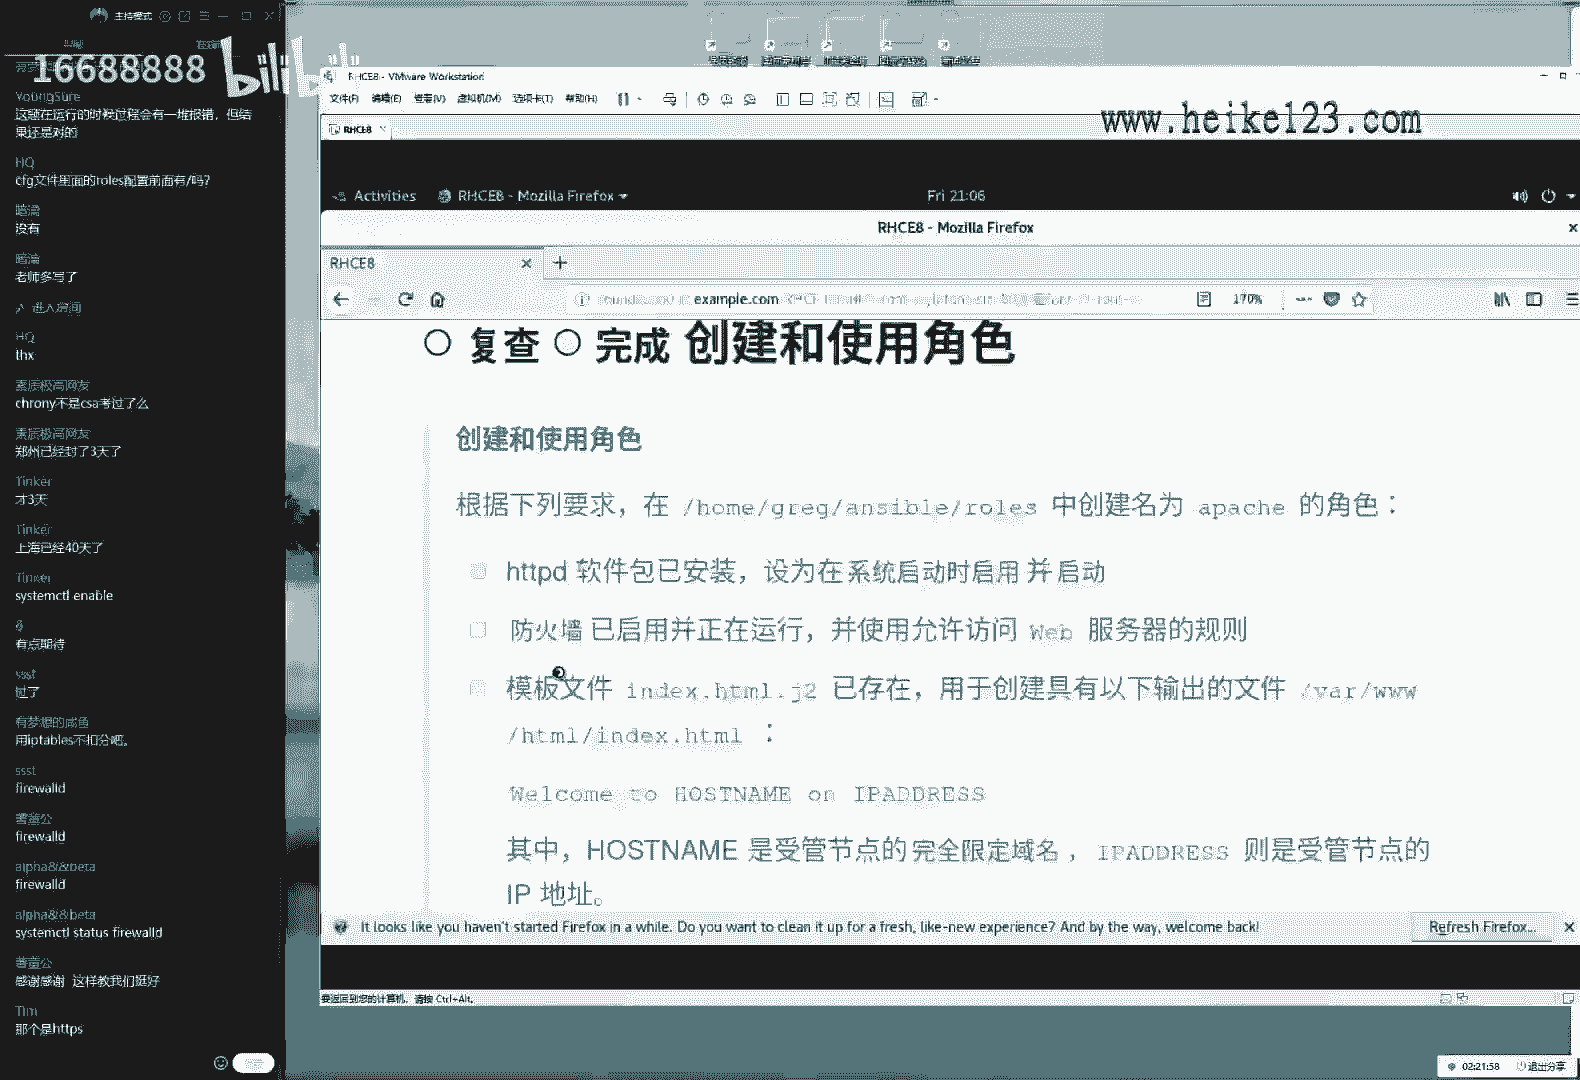 主持模式
16688888 bilibili
YoungSure
这题在运行的时候过程会有一堆报错，但结
果还是对的
HQ
cfg文件里面的roles配置前面有/吗?
没有
老师多写了
进入房间
HQ
thx
素质极高网友
chrony不是csa考过了么
素质极高网友
郑州已经封了3天了
Tinker
才3天
Tinker
上海已经40天了
Tinker
systemctl enable
有点期待
ssst
过了
有梦想的咸鱼
用iptables不扣分吧。
ssst
firewalld
firewalld
alpha&i&beta
firewalld
alpha&i&beta
systemctl status firewalld
感谢感谢 这样教我们挺好
Tim
那个是https
RHCE8 - VMware Workstation
文件(F) 编辑(E) 查看(V) 虚拟机(M) 选项卡(T) 帮助(H)
www.heike123.com
RHCE8
Activities RHCE8 - Mozilla Firefox Fri 21:06
RHCE8 - Mozilla Firefox
RHCE8
example.com 170%
复查 完成 创建和使用角色
创建和使用角色
根据下列要求，在 /home/greg/ansible/roles 中创建名为 apache 的角色：
httpd 软件包已安装，设为在系统启动时启用 并 启动
防火墙 已启用并正在运行，并使用允许访问 Web 服务器的规则
模板文件 index.html.j2 已存在，用于创建具有以下输出的文件 /var/www
/html/index.html ：
Welcome to HOSTNAME on IPADDRESS
其中，HOSTNAME 是受管节点的 完全限定域名 ， IPADDRESS 则是受管节点的
IP 地址。
It looks like you haven't started Firefox in a while. Do you want to clean it up for a fresh, like-new experience? And by the way, welcome back! Refresh Firefox...
要返回到您的计算机，请按 Ctrl+Alt。
02:21:58 退出分享